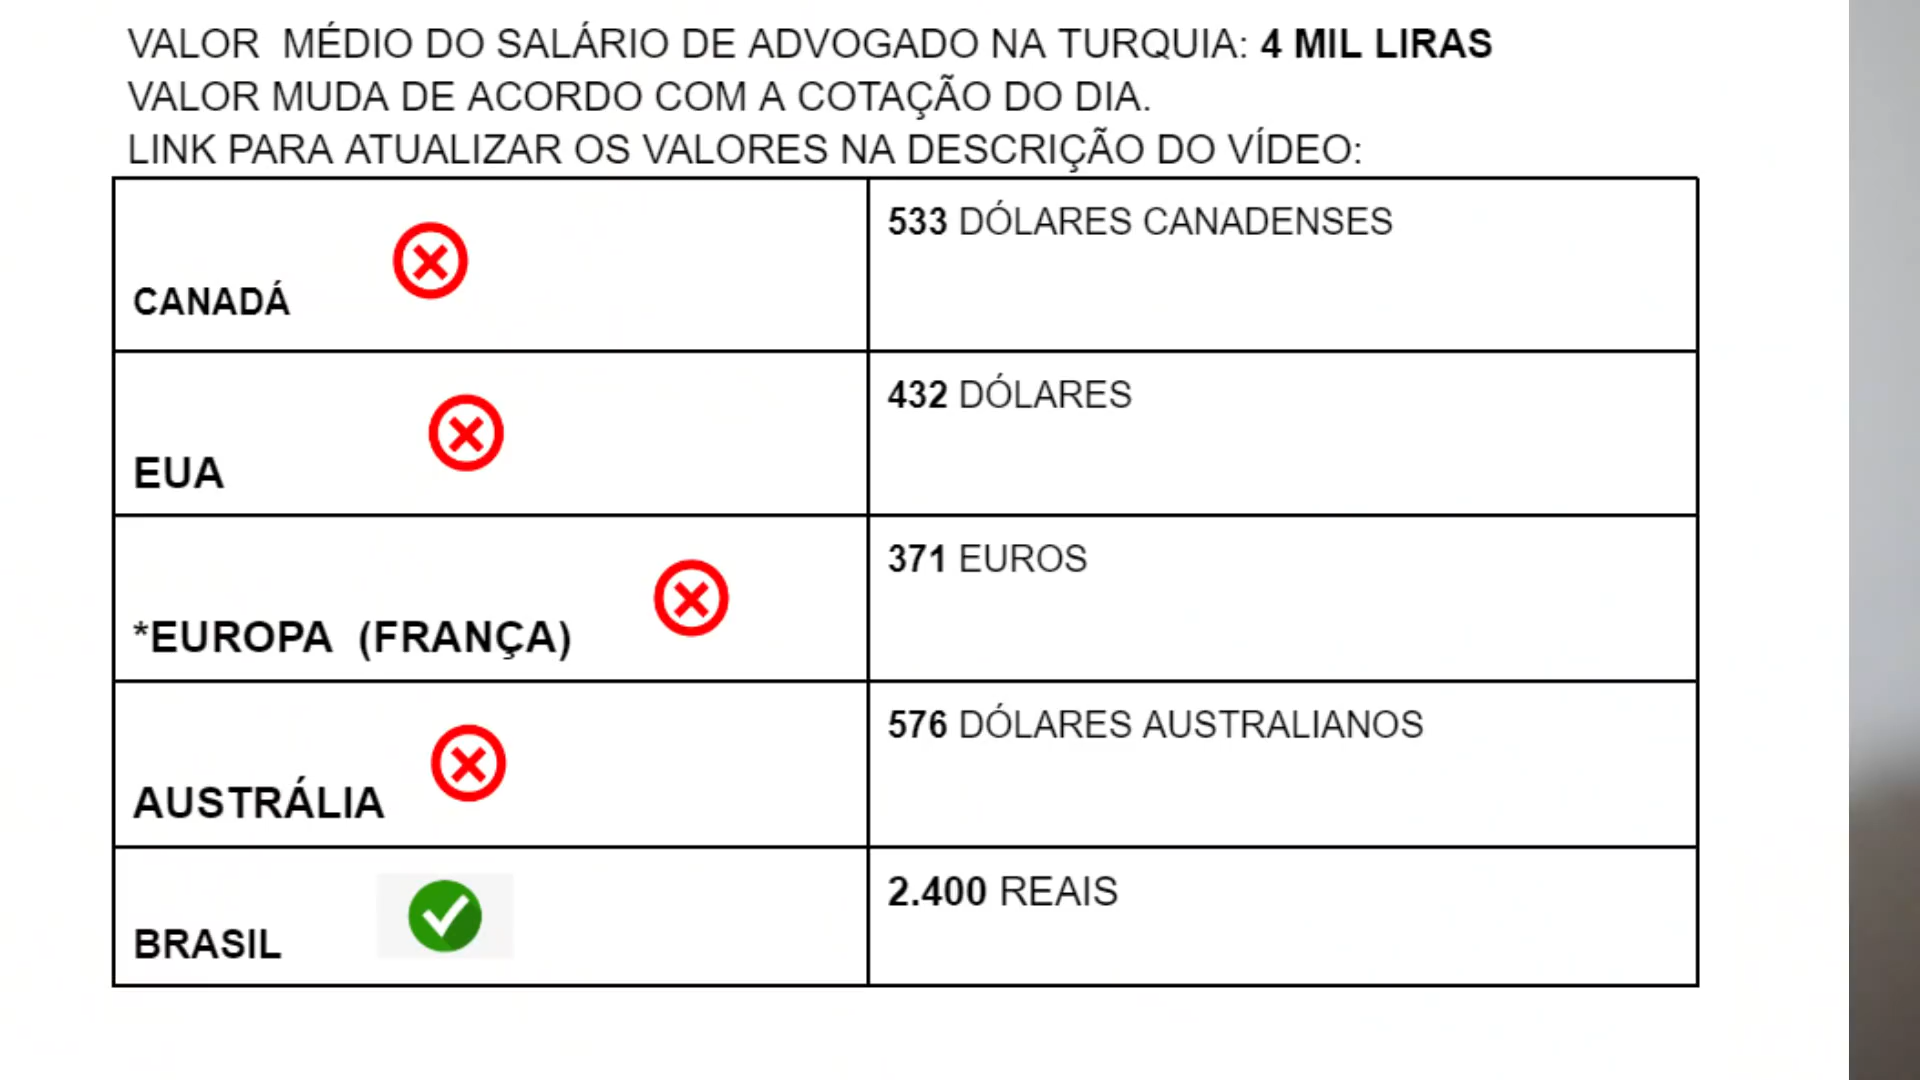 VALOR MÉDIO DO SALÁRIO DE ADVOGADO NA TURQUIA: 4 MIL LIRAS
VALOR MUDA DE ACORDO COM A COTAÇÃO DO DIA.
LINK PARA ATUALIZAR OS VALORES NA DESCRIÇÃO DO VÍDEO:
CANADÁ
533 DÓLARES CANADENSES
EUA
432 DÓLARES
*EUROPA (FRANÇA)
371 EUROS
AUSTRÁLIA
576 DÓLARES AUSTRALIANOS
BRASIL
2.400 REAIS